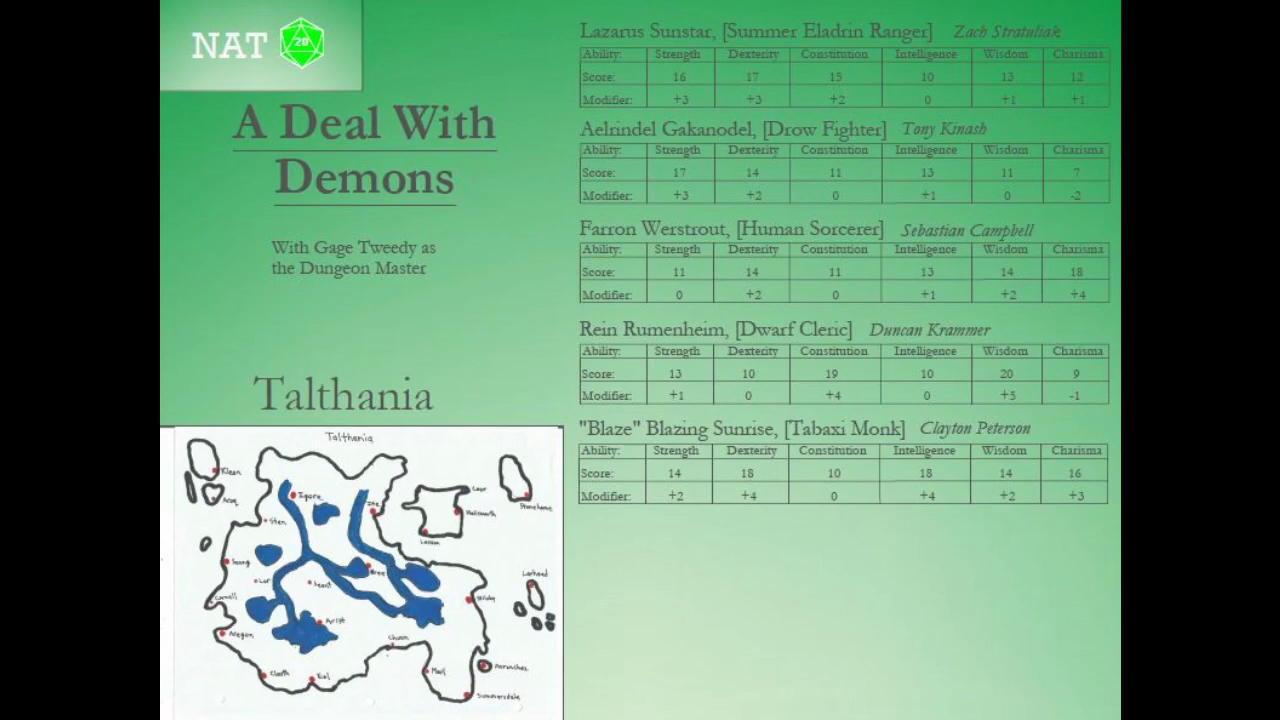 NAT 20
A Deal With
Demons
With Gage Tweedy as
the Dungeon Master
Talthania
Lazarus Sunstar, [Summer Eladrin Ranger] Zach Stratuliak
Ability: Strength Dexterity Constitution Intelligence Wisdom Charisma
Score: 16 17 15 10 13 12
Modifier: +3 +3 +2 0 +1 +1
Aelrindel Gakanodel, [Drow Fighter] Tony Kinash
Ability: Strength Dexterity Constitution Intelligence Wisdom Charisma
Score: 17 14 11 13 11 7
Modifier: +3 +2 0 +1 0 -2
Farron Werstrout, [Human Sorcerer] Sebastian Campbell
Ability: Strength Dexterity Constitution Intelligence Wisdom Charisma
Score: 11 14 11 13 14 18
Modifier: 0 +2 0 +1 +2 +4
Rein Rumenheim, [Dwarf Cleric] Duncan Krammer
Ability: Strength Dexterity Constitution Intelligence Wisdom Charisma
Score: 13 10 19 10 20 9
Modifier: +1 0 +4 0 +5 -1
"Blaze" Blazing Sunrise, [Tabaxi Monk] Clayton Peterson
Ability: Strength Dexterity Constitution Intelligence Wisdom Charisma
Score: 14 18 10 18 14 16
Modifier: +2 +4 0 +4 +2 +3
Talthania
Kleen
Sten
Lor
Bree
Arist
Summersdale